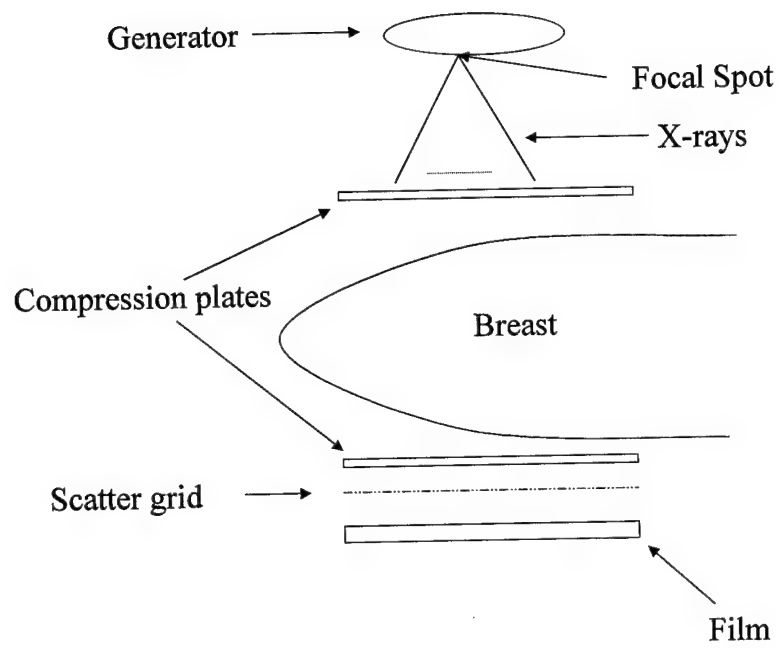 Generator
Focal Spot
X-rays
Compression plates
Breast
Scatter grid
Film